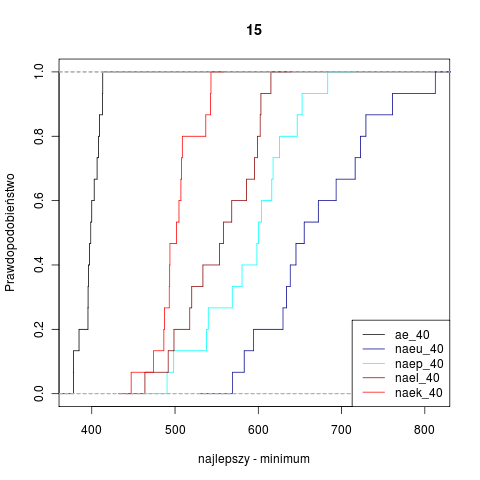 15
Prawdopodobieństwo
1.0
0.8
0.6
0.4
0.2
0.0
400 500 600 700 800
najlepszy - minimum
ae_40
naeu_40
naep_40
nael_40
naek_40